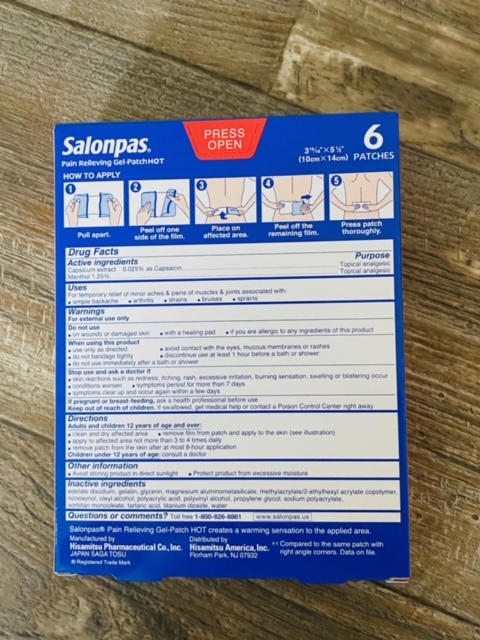 Salonpas®
PRESS
OPEN
6
PATCHES
3 15/16" × 5 ½"
(10cm×14cm)
Pain Relieving Gel-Patch HOT
HOW TO APPLY
1 2 3 4 5
Pull apart.
Peel off one
side of the film.
Place on
affected area.
Peel off the
remaining film.
Press patch
thoroughly.
Drug Facts
Active ingredients Purpose
Capsicum extract 0.025% as Capsaicin Topical analgesic
Menthol 1.25% Topical analgesic
Uses
For temporary relief of minor aches & pains of muscles & joints associated with:
• simple backache • arthritis • strains • bruises • sprains
Warnings
For external use only
Do not use
• on wounds or damaged skin • with a heating pad • if you are allergic to any ingredients of this product
When using this product
• use only as directed • avoid contact with the eyes, mucous membranes or rashes
• do not bandage tightly • discontinue use at least 1 hour before a bath or shower
• do not use immediately after a bath or shower
Stop use and ask a doctor if
• skin reactions such as redness, itching, rash, excessive irritation, burning sensation, swelling or blistering occur
• conditions worsen • symptoms persist for more than 7 days
• symptoms clear up and occur again within a few days
If pregnant or breast-feeding, ask a health professional before use.
Keep out of reach of children. If swallowed, get medical help or contact a Poison Control Center right away.
Directions
Adults and children 12 years of age and over:
• clean and dry affected area • remove film from patch and apply to the skin (see illustration)
• apply to affected area not more than 3 to 4 times daily
• remove patch from the skin after at most 8-hour application
Children under 12 years of age: consult a doctor
Other information
• Avoid storing product in direct sunlight • Protect product from excessive moisture
Inactive ingredients
edetate disodium, gelatin, glycerin, magnesium aluminometasilicate, methylacrylate/2-ethylhexyl acrylate copolymer,
nonoxynol, oleyl alcohol, polyacrylic acid, polyvinyl alcohol, propylene glycol, sodium polyacrylate,
sorbitan monooleate, tartaric acid, titanium dioxide, water
Questions or comments? Toll free 1-800-826-8861 www.salonpas.us
Salonpas® Pain Relieving Gel-Patch HOT creates a warming sensation to the applied area.
Manufactured by
Hisamitsu Pharmaceutical Co., Inc.
JAPAN SAGA TOSU
® Registered Trade Mark
Distributed by
Hisamitsu America, Inc.
Florham Park, NJ 07932
*1 Compared to the same patch with
right angle corners. Data on file.